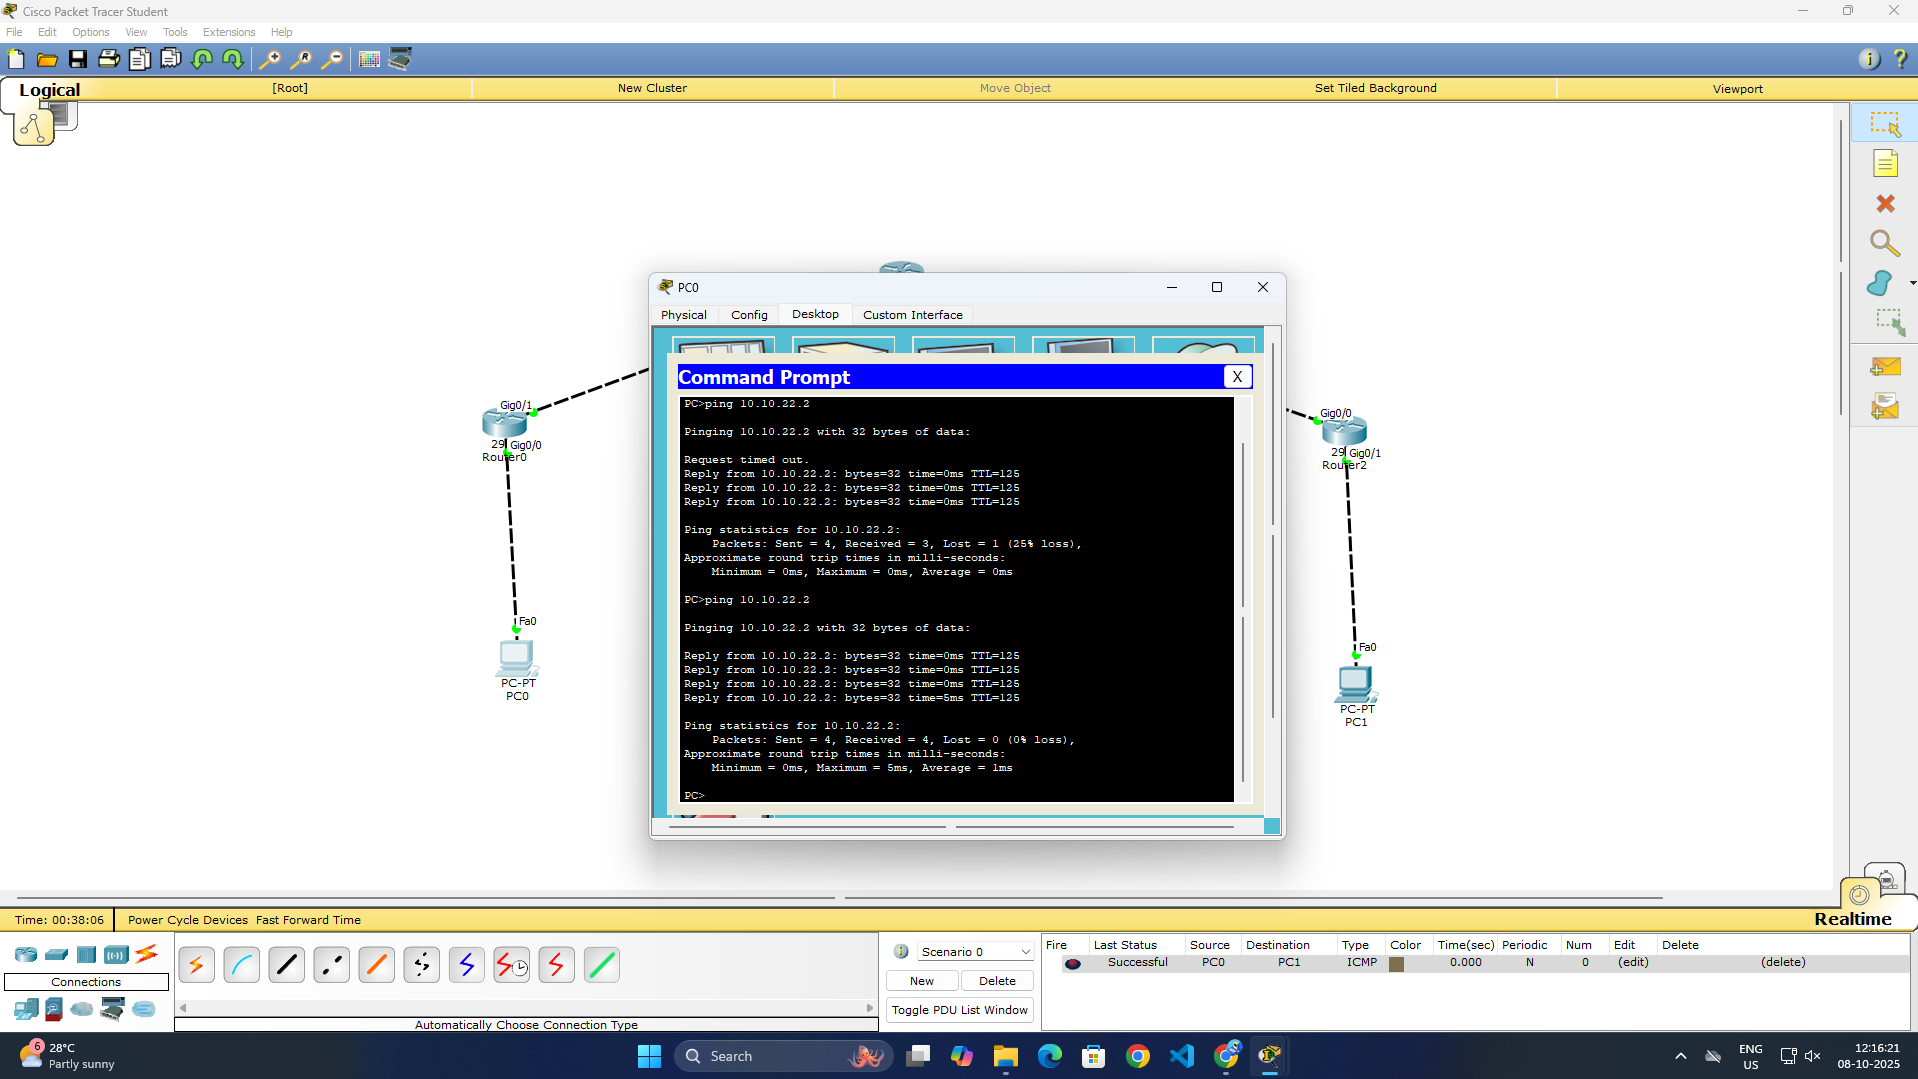 Cisco Packet Tracer Student
File Edit Options View Tools Extensions Help
Logical [Root] New Cluster Move Object Set Tiled Background Viewport
PC0
Physical Config Desktop Custom Interface
Command Prompt X
PC>ping 10.10.22.2
Pinging 10.10.22.2 with 32 bytes of data:
Request timed out.
Reply from 10.10.22.2: bytes=32 time=0ms TTL=125
Reply from 10.10.22.2: bytes=32 time=0ms TTL=125
Reply from 10.10.22.2: bytes=32 time=0ms TTL=125
Ping statistics for 10.10.22.2:
Packets: Sent = 4, Received = 3, Lost = 1 (25% loss),
Approximate round trip times in milli-seconds:
Minimum = 0ms, Maximum = 0ms, Average = 0ms
PC>ping 10.10.22.2
Pinging 10.10.22.2 with 32 bytes of data:
Reply from 10.10.22.2: bytes=32 time=0ms TTL=125
Reply from 10.10.22.2: bytes=32 time=0ms TTL=125
Reply from 10.10.22.2: bytes=32 time=0ms TTL=125
Reply from 10.10.22.2: bytes=32 time=5ms TTL=125
Ping statistics for 10.10.22.2:
Packets: Sent = 4, Received = 4, Lost = 0 (0% loss),
Approximate round trip times in milli-seconds:
Minimum = 0ms, Maximum = 5ms, Average = 1ms
PC>
Gig0/1
29 Gig0/0
Router0
Fa0
PC-PT
PC0
Gig0/0
29 Gig0/1
Router2
Fa0
PC-PT
PC1
Time: 00:38:06 Power Cycle Devices Fast Forward Time
Realtime
Connections
Automatically Choose Connection Type
Scenario 0
New Delete
Toggle PDU List Window
Fire Last Status Source Destination Type Color Time(sec) Periodic Num Edit Delete
Successful PC0 PC1 ICMP 0.000 N 0 (edit) (delete)
6
28°C
Partly sunny
Search
ENG
US
12:16:21
08-10-2025